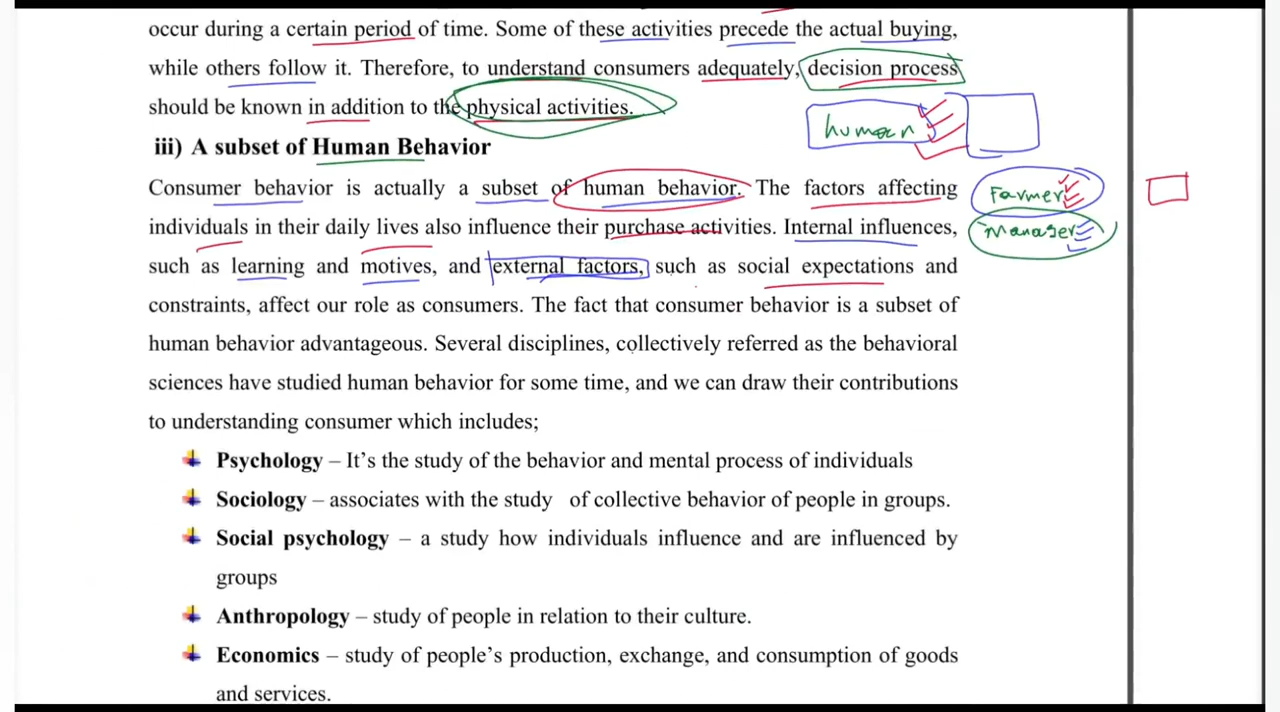 occur during a certain period of time. Some of these activities precede the actual buying,
while others follow it. Therefore, to understand consumers adequately, decision process
should be known in addition to the physical activities.
human
iii) A subset of Human Behavior
Consumer behavior is actually a subset of human behavior. The factors affecting
Farmer
individuals in their daily lives also influence their purchase activities. Internal influences,
Manager
such as learning and motives, and external factors, such as social expectations and
constraints, affect our role as consumers. The fact that consumer behavior is a subset of
human behavior advantageous. Several disciplines, collectively referred as the behavioral
sciences have studied human behavior for some time, and we can draw their contributions
to understanding consumer which includes;
Psychology – It’s the study of the behavior and mental process of individuals
Sociology – associates with the study of collective behavior of people in groups.
Social psychology – a study how individuals influence and are influenced by
groups
Anthropology – study of people in relation to their culture.
Economics – study of people’s production, exchange, and consumption of goods
and services.